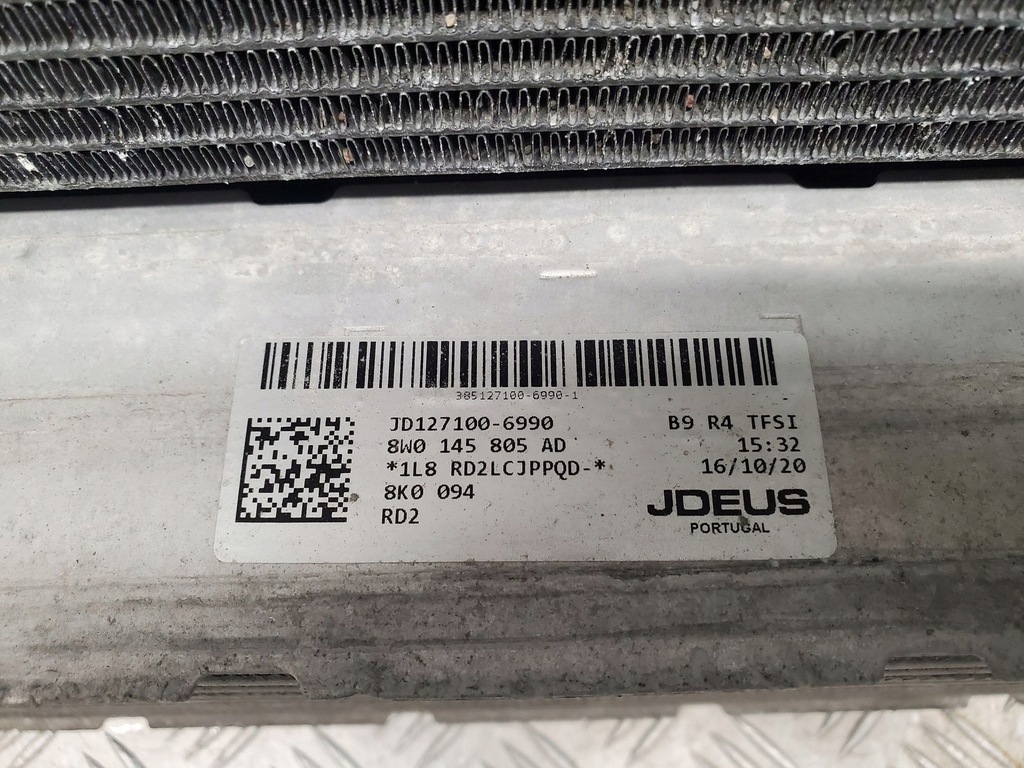 385127100-6990-1
JD127100-6990
8W0 145 805 AD
*1L8 RD2LCJPPQD-*
8K0 094
RD2
B9 R4 TFSI
15:32
16/10/20
JDEUS
PORTUGAL